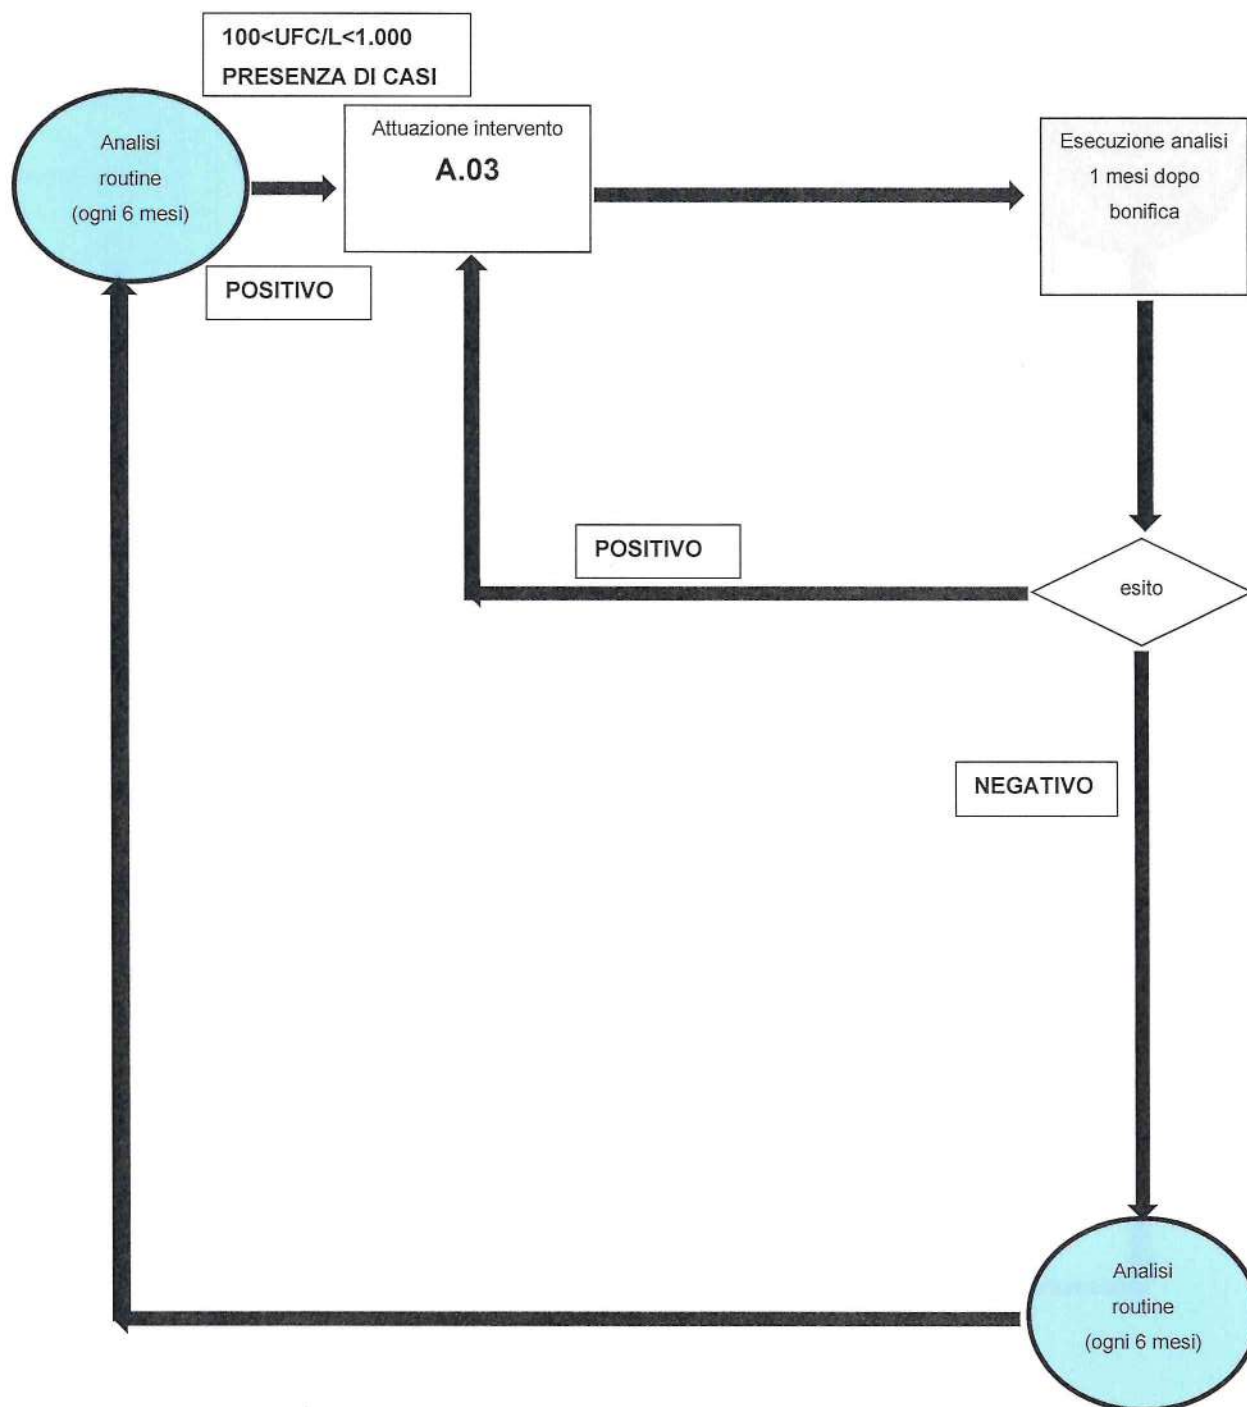 100<UFC/L<1.000
PRESENZA DI CASI
Analisi
routine
(ogni 6 mesi)
POSITIVO
Attuazione intervento
A.03
Esecuzione analisi
1 mesi dopo
bonifica
esito
POSITIVO
NEGATIVO
Analisi
routine
(ogni 6 mesi)